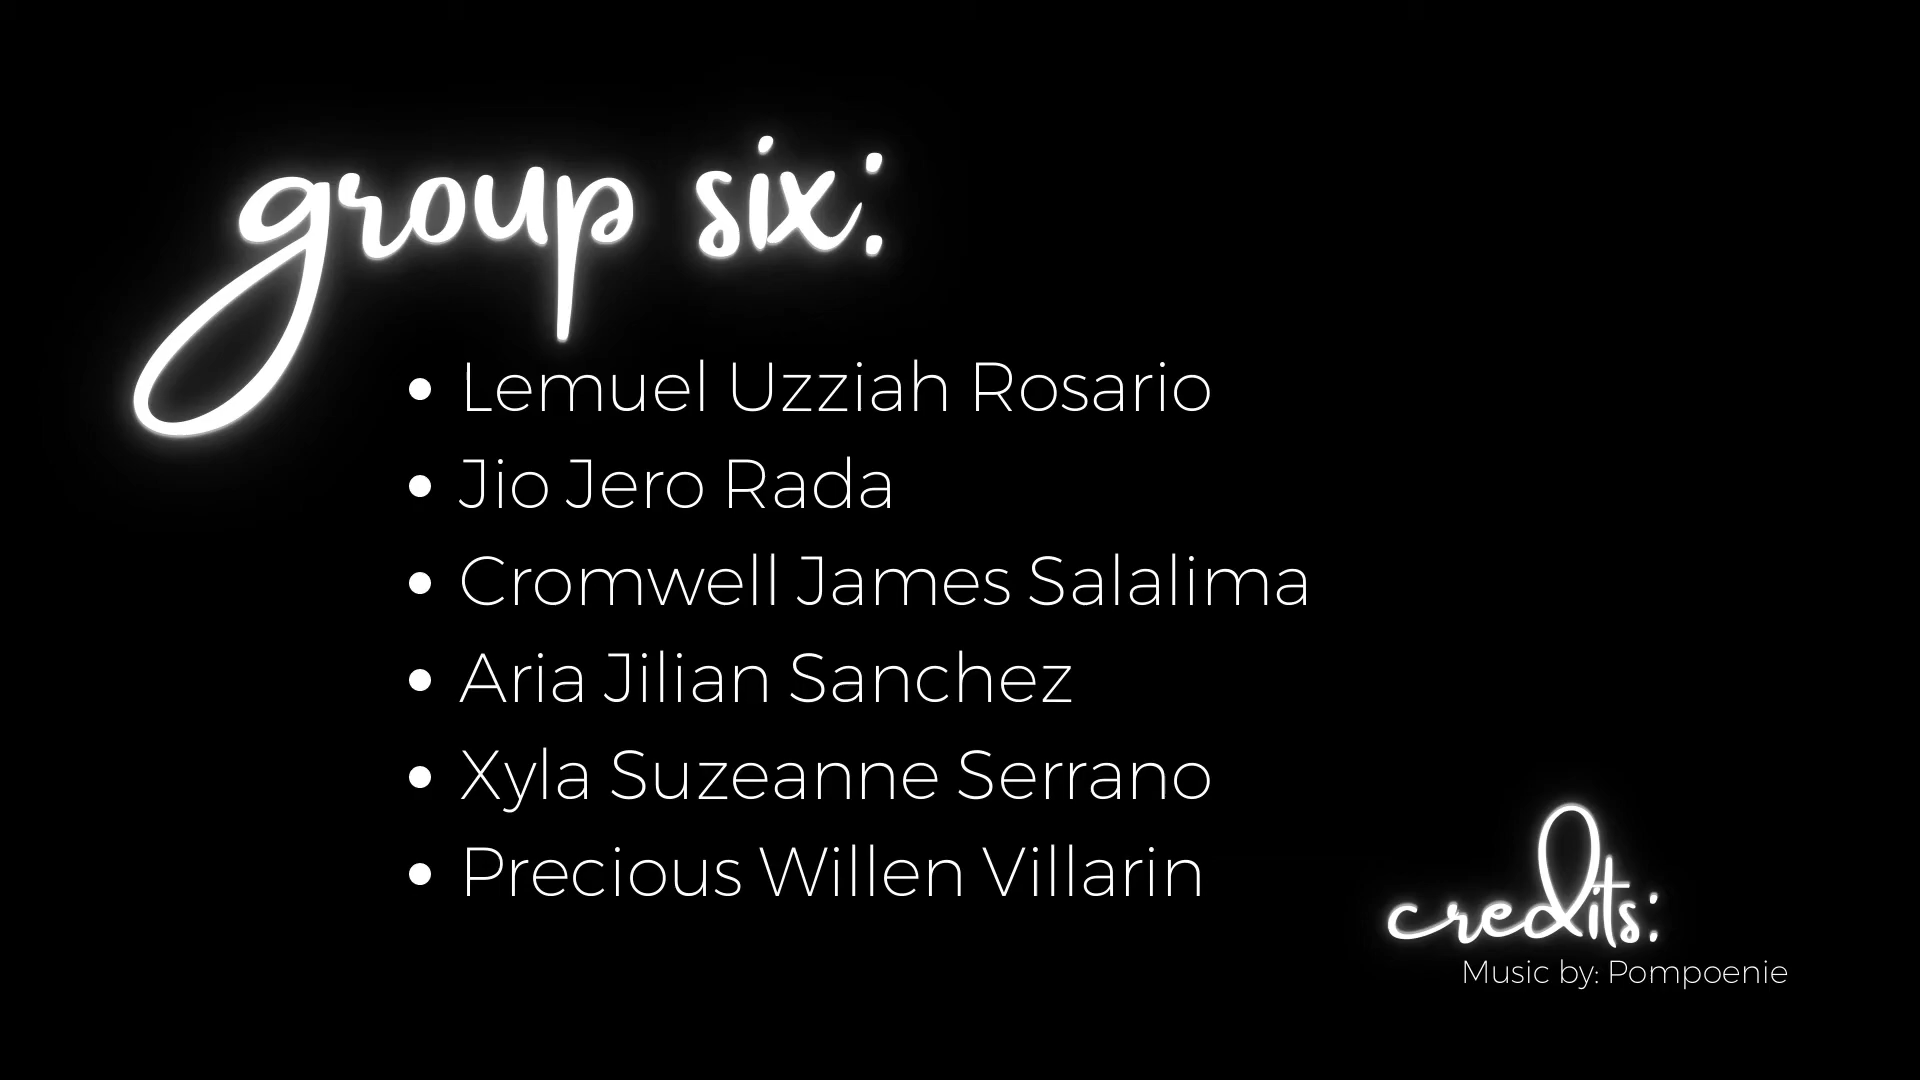 group six:
• Lemuel Uzziah Rosario
• Jio Jero Rada
• Cromwell James Salalima
• Aria Jilian Sanchez
• Xyla Suzeanne Serrano
• Precious Willen Villarin
credits:
Music by: Pompoenie